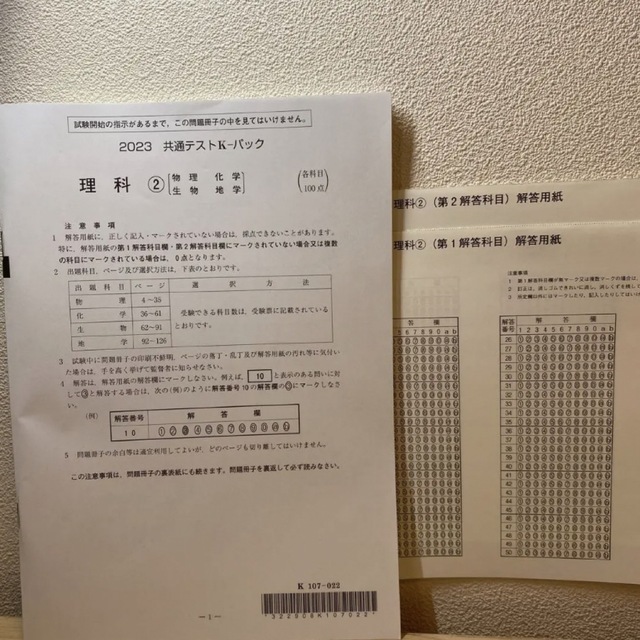 試験開始の指示があるまで，この問題冊子の中を見てはいけません。
2023 共通テストK-パック
理科 ② [物理 化学 生物 地学] (各科目 100点)
注意事項
1 解答用紙に，正しく記入・マークされていない場合は，採点できないことがあります。
特に，解答用紙の第1解答科目欄・第2解答科目欄にマークされていない場合又は複数
の科目にマークされている場合は，0点となります。
2 出題科目，ページ及び選択方法は，下表のとおりです。
出題科目 ページ 選択方法
物理 4～35
化学 36～61
生物 62～91
地学 92～126
受験できる科目数は，受験票に記載されている
とおりです。
3 試験中に問題冊子の印刷不鮮明，ページの落丁・乱丁及び解答用紙の汚れ等に気付い
た場合は，手を高く挙げて監督者に知らせなさい。
4 解答は，解答用紙の解答欄にマークしなさい。例えば，10 と表示のある問いに対
して③と解答する場合は，次の(例)のように解答番号10の解答欄の③にマークしなさ
い。
(例)
解答番号 解答欄
10 ① ② ③ ④ ⑤ ⑥ ⑦ ⑧ ⑨ ⓪ ⓐ ⓑ
5 問題冊子の余白等は適宜利用してよいが，どのページも切り離してはいけません。
この注意事項は，問題冊子の裏表紙にも続きます。問題冊子を裏返して必ず読みなさい。
K 107-022
322908K107022
―1―
理科②（第2解答科目）解答用紙
理科②（第1解答科目）解答用紙
注意事項
解答番号 解答欄
1 2 3 4 5 6 7 8 9 0 a b
26
27
28
29
30
31
32
33
34
35
36
37
38
39
40
41
42
43
44
45
46
47
48
49
50